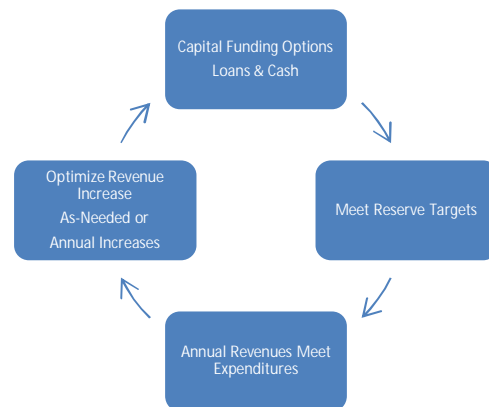 Capital Funding Options
Loans & Cash
Meet Reserve Targets
Annual Revenues Meet
Expenditures
Optimize Revenue
Increase
As-Needed or
Annual Increases